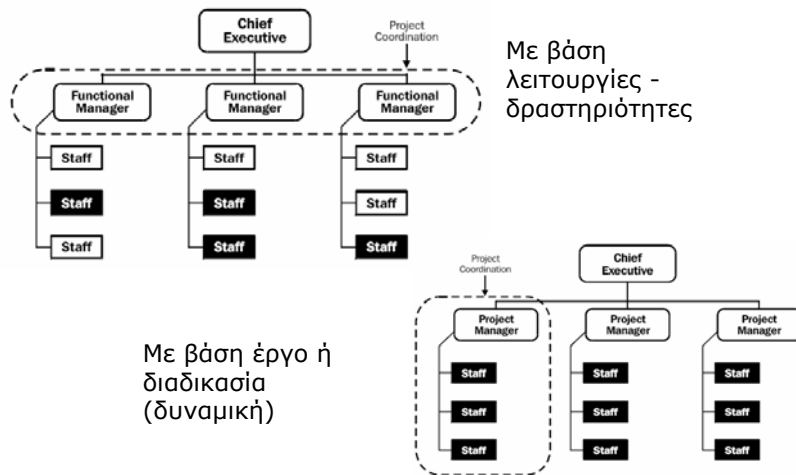 Chief
Executive
Project
Coordination
Με βάση
λειτουργίες -
δραστηριότητες
Functional
Manager
Functional
Manager
Functional
Manager
Staff
Staff
Staff
Staff
Staff
Staff
Staff
Staff
Staff
Project
Coordination
Chief
Executive
Με βάση έργο ή
διαδικασία
(δυναμική)
Project
Manager
Project
Manager
Project
Manager
Staff
Staff
Staff
Staff
Staff
Staff
Staff
Staff
Staff